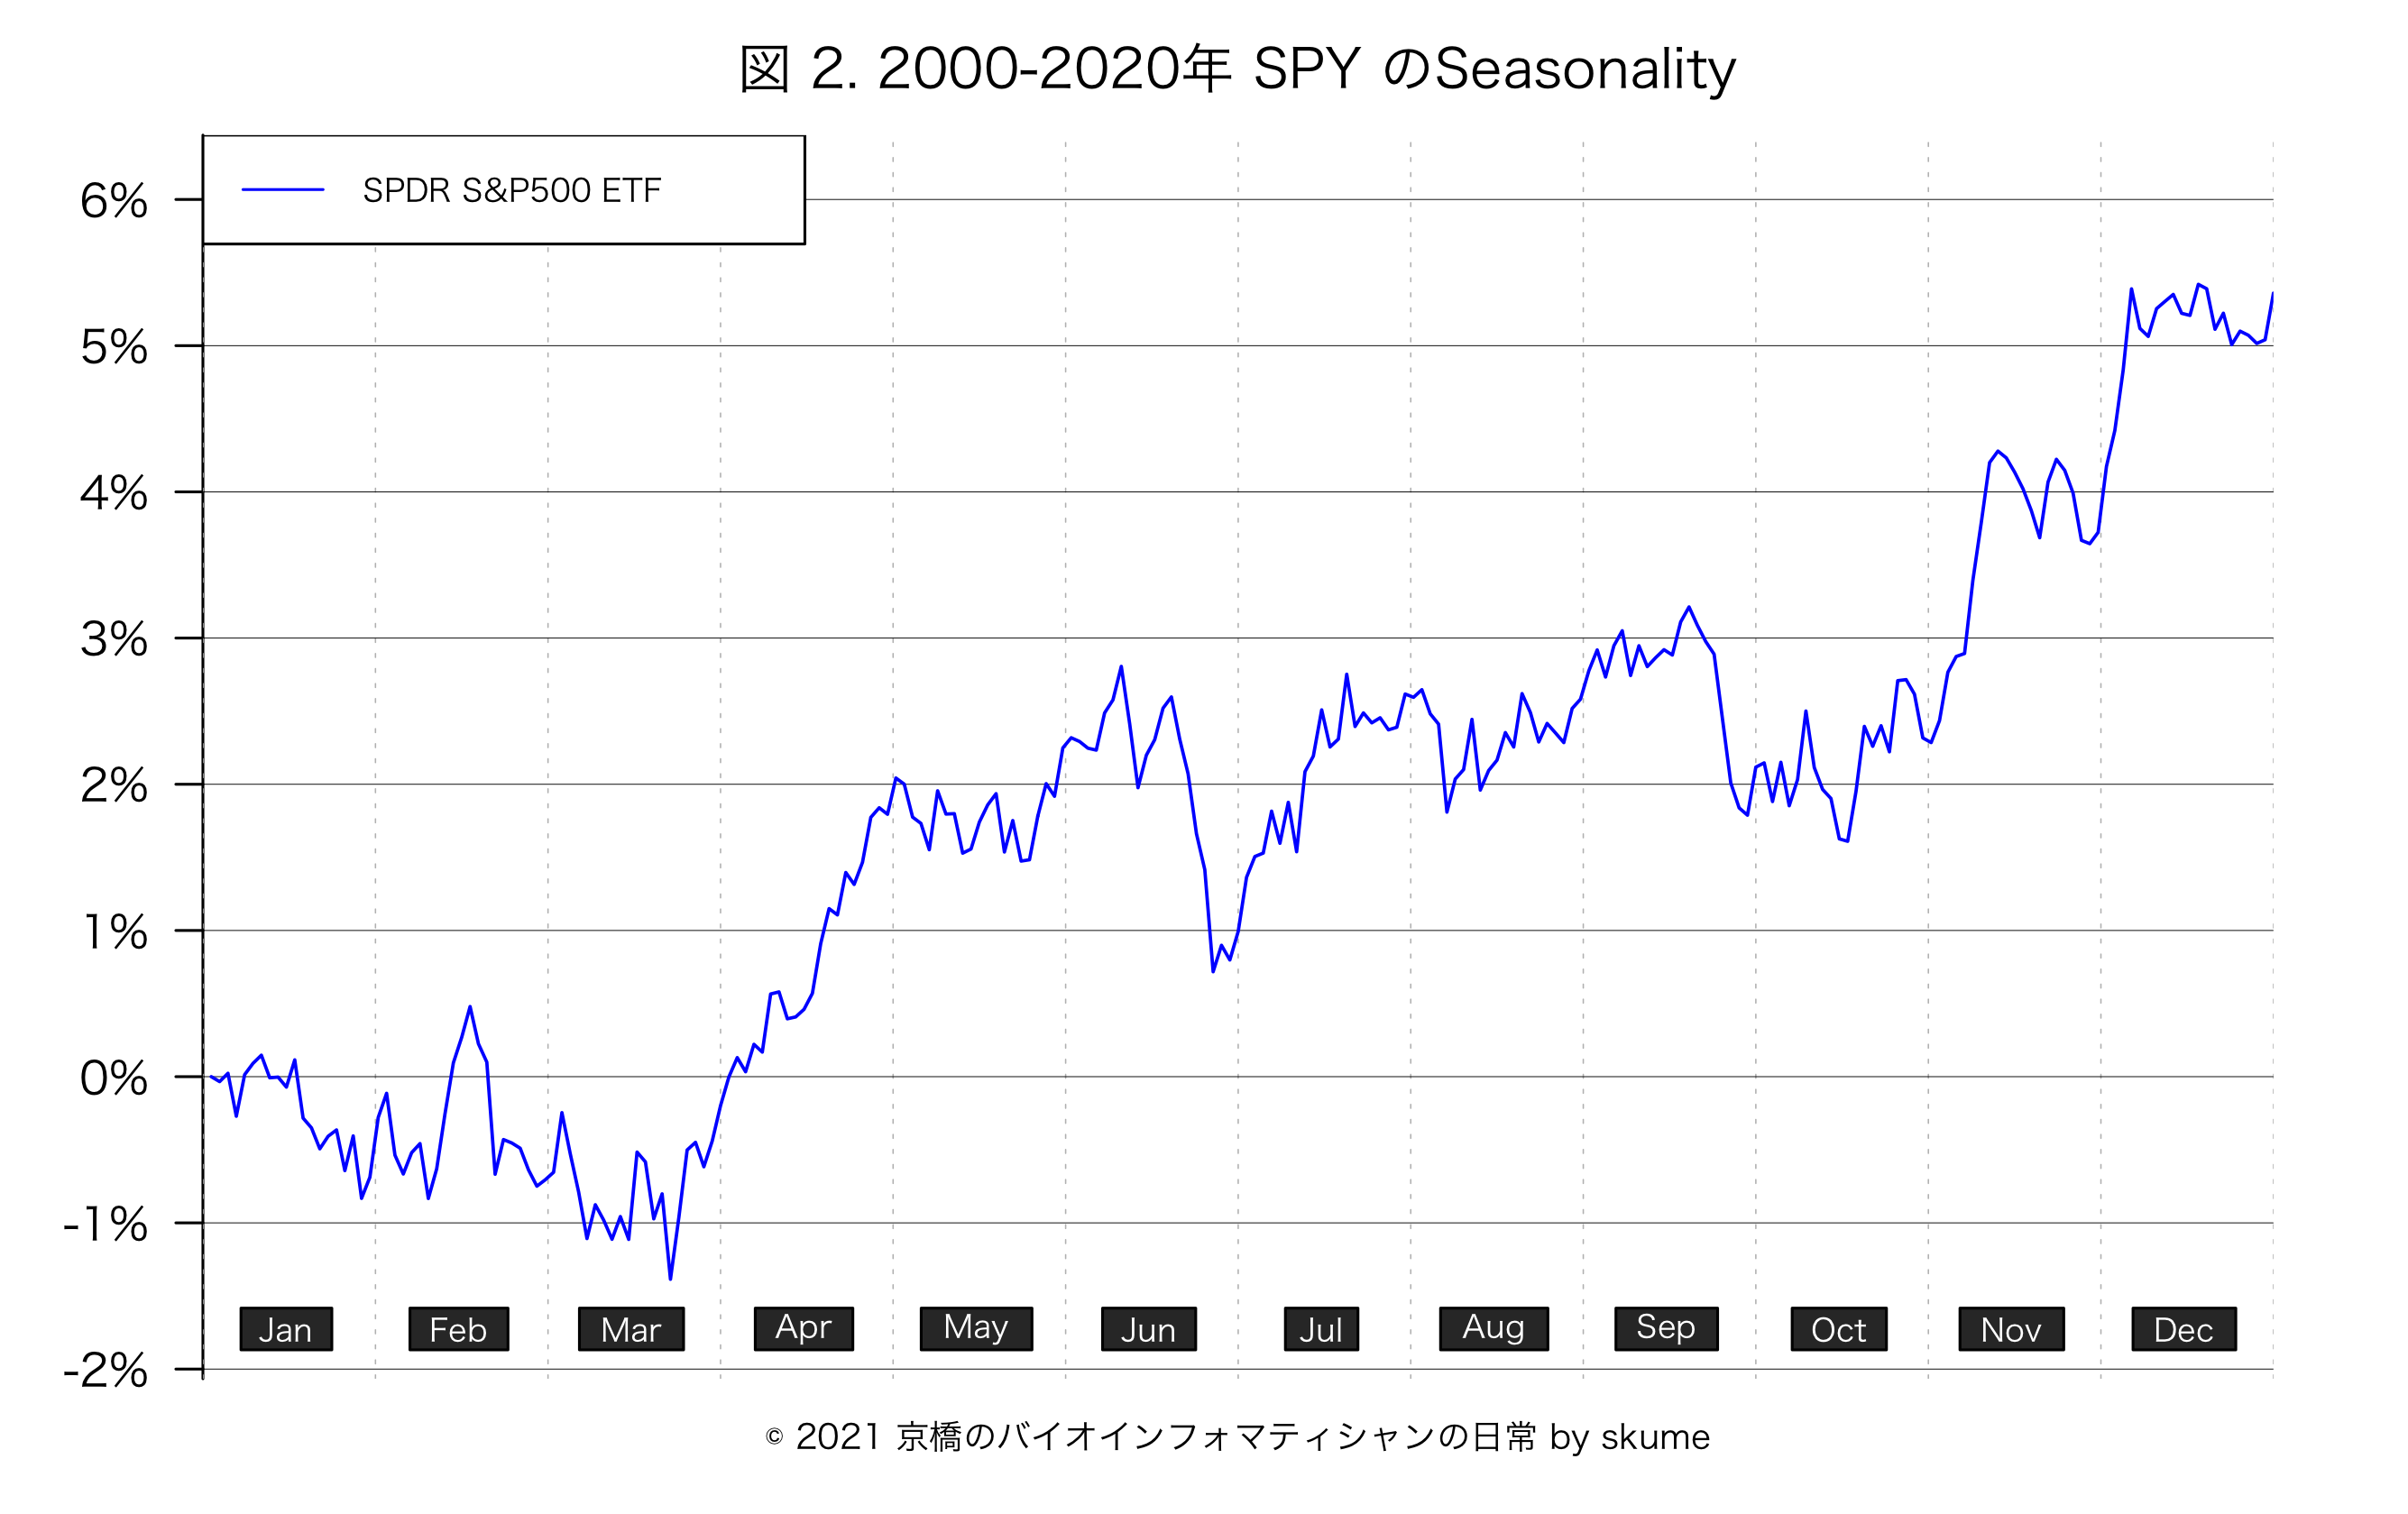 図 2. 2000-2020年 SPY のSeasonality
SPDR S&P500 ETF
6%
5%
4%
3%
2%
1%
0%
-1%
-2%
Jan Feb Mar Apr May Jun Jul Aug Sep Oct Nov Dec
© 2021 京橋のバイオインフォマティシャンの日常 by skume